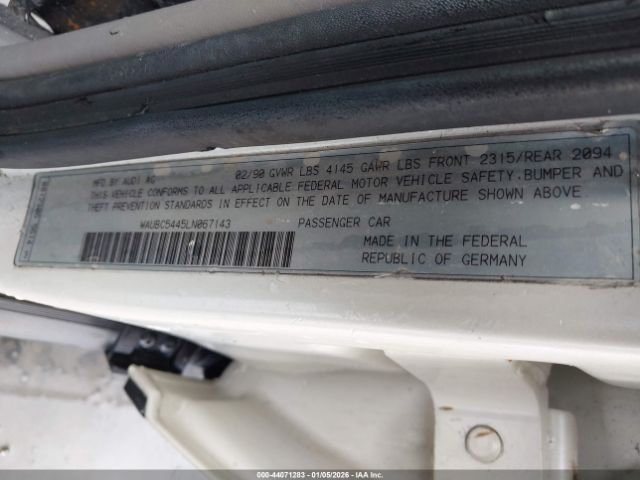 MFG BY AUDI AG 02/90 GVWR LBS 4145 GAWR LBS FRONT 2315/REAR 2094
THIS VEHICLE CONFORMS TO ALL APPLICABLE FEDERAL MOTOR VEHICLE SAFETY.BUMPER AND
THEFT PREVENTION STANDARDS IN EFFECT ON THE DATE OF MANUFACTURE SHOWN ABOVE
WAUBC5445LN067143 PASSENGER CAR
MADE IN THE FEDERAL
REPUBLIC OF GERMANY
000-44071283 | 01/05/2026 | IAA Inc. Copyright